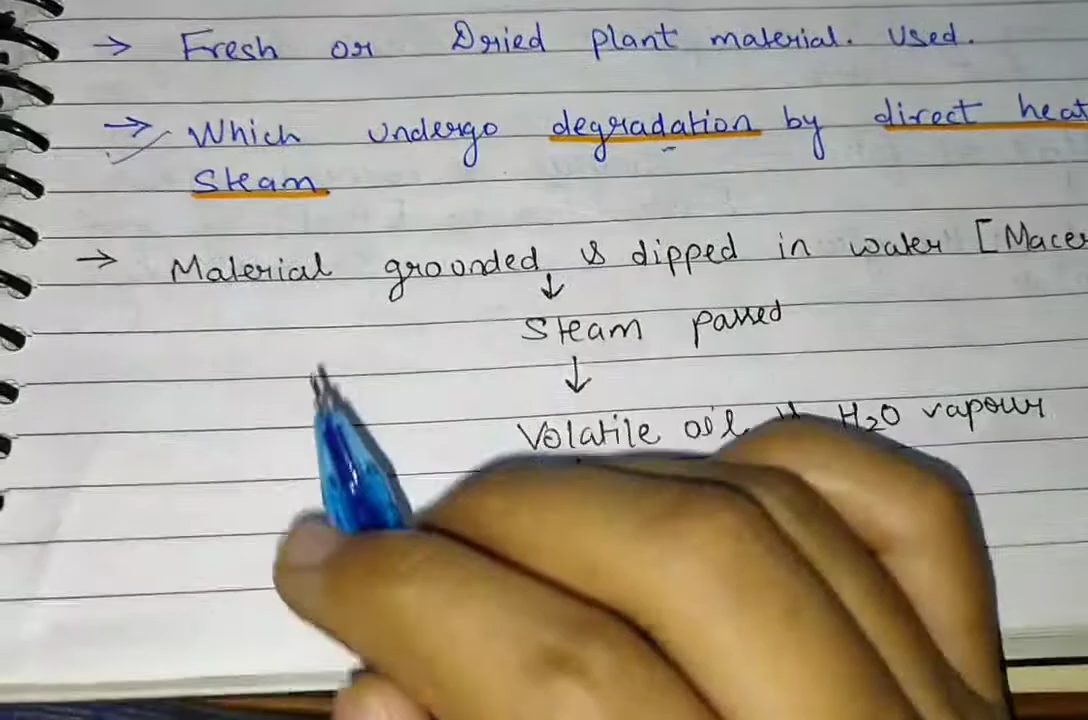 → Fresh or Dried plant material. Used.
→ Which undergo degradation by direct heat
Steam
→ Material grounded & dipped in water [Macer
↓
Steam passed
↓
Volatile oil & H₂O vapour